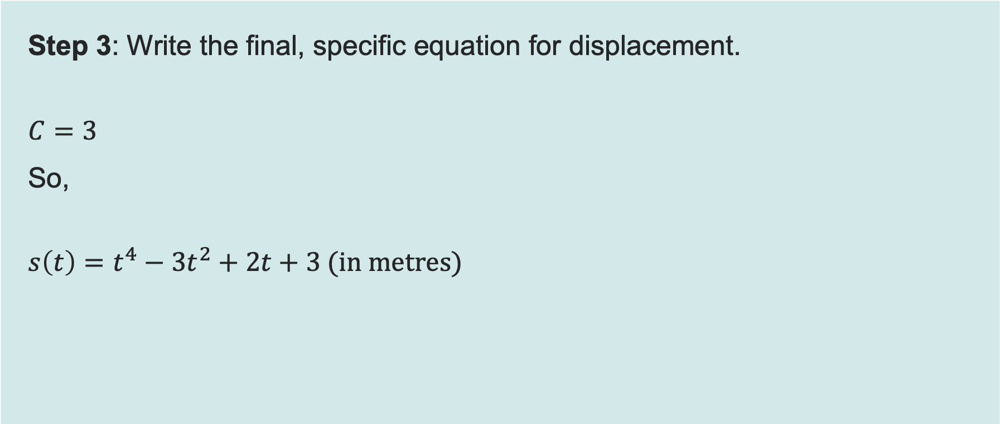 Step 3: Write the final, specific equation for displacement.
C = 3
So,
s(t) = t⁴ − 3t² + 2t + 3 (in metres)